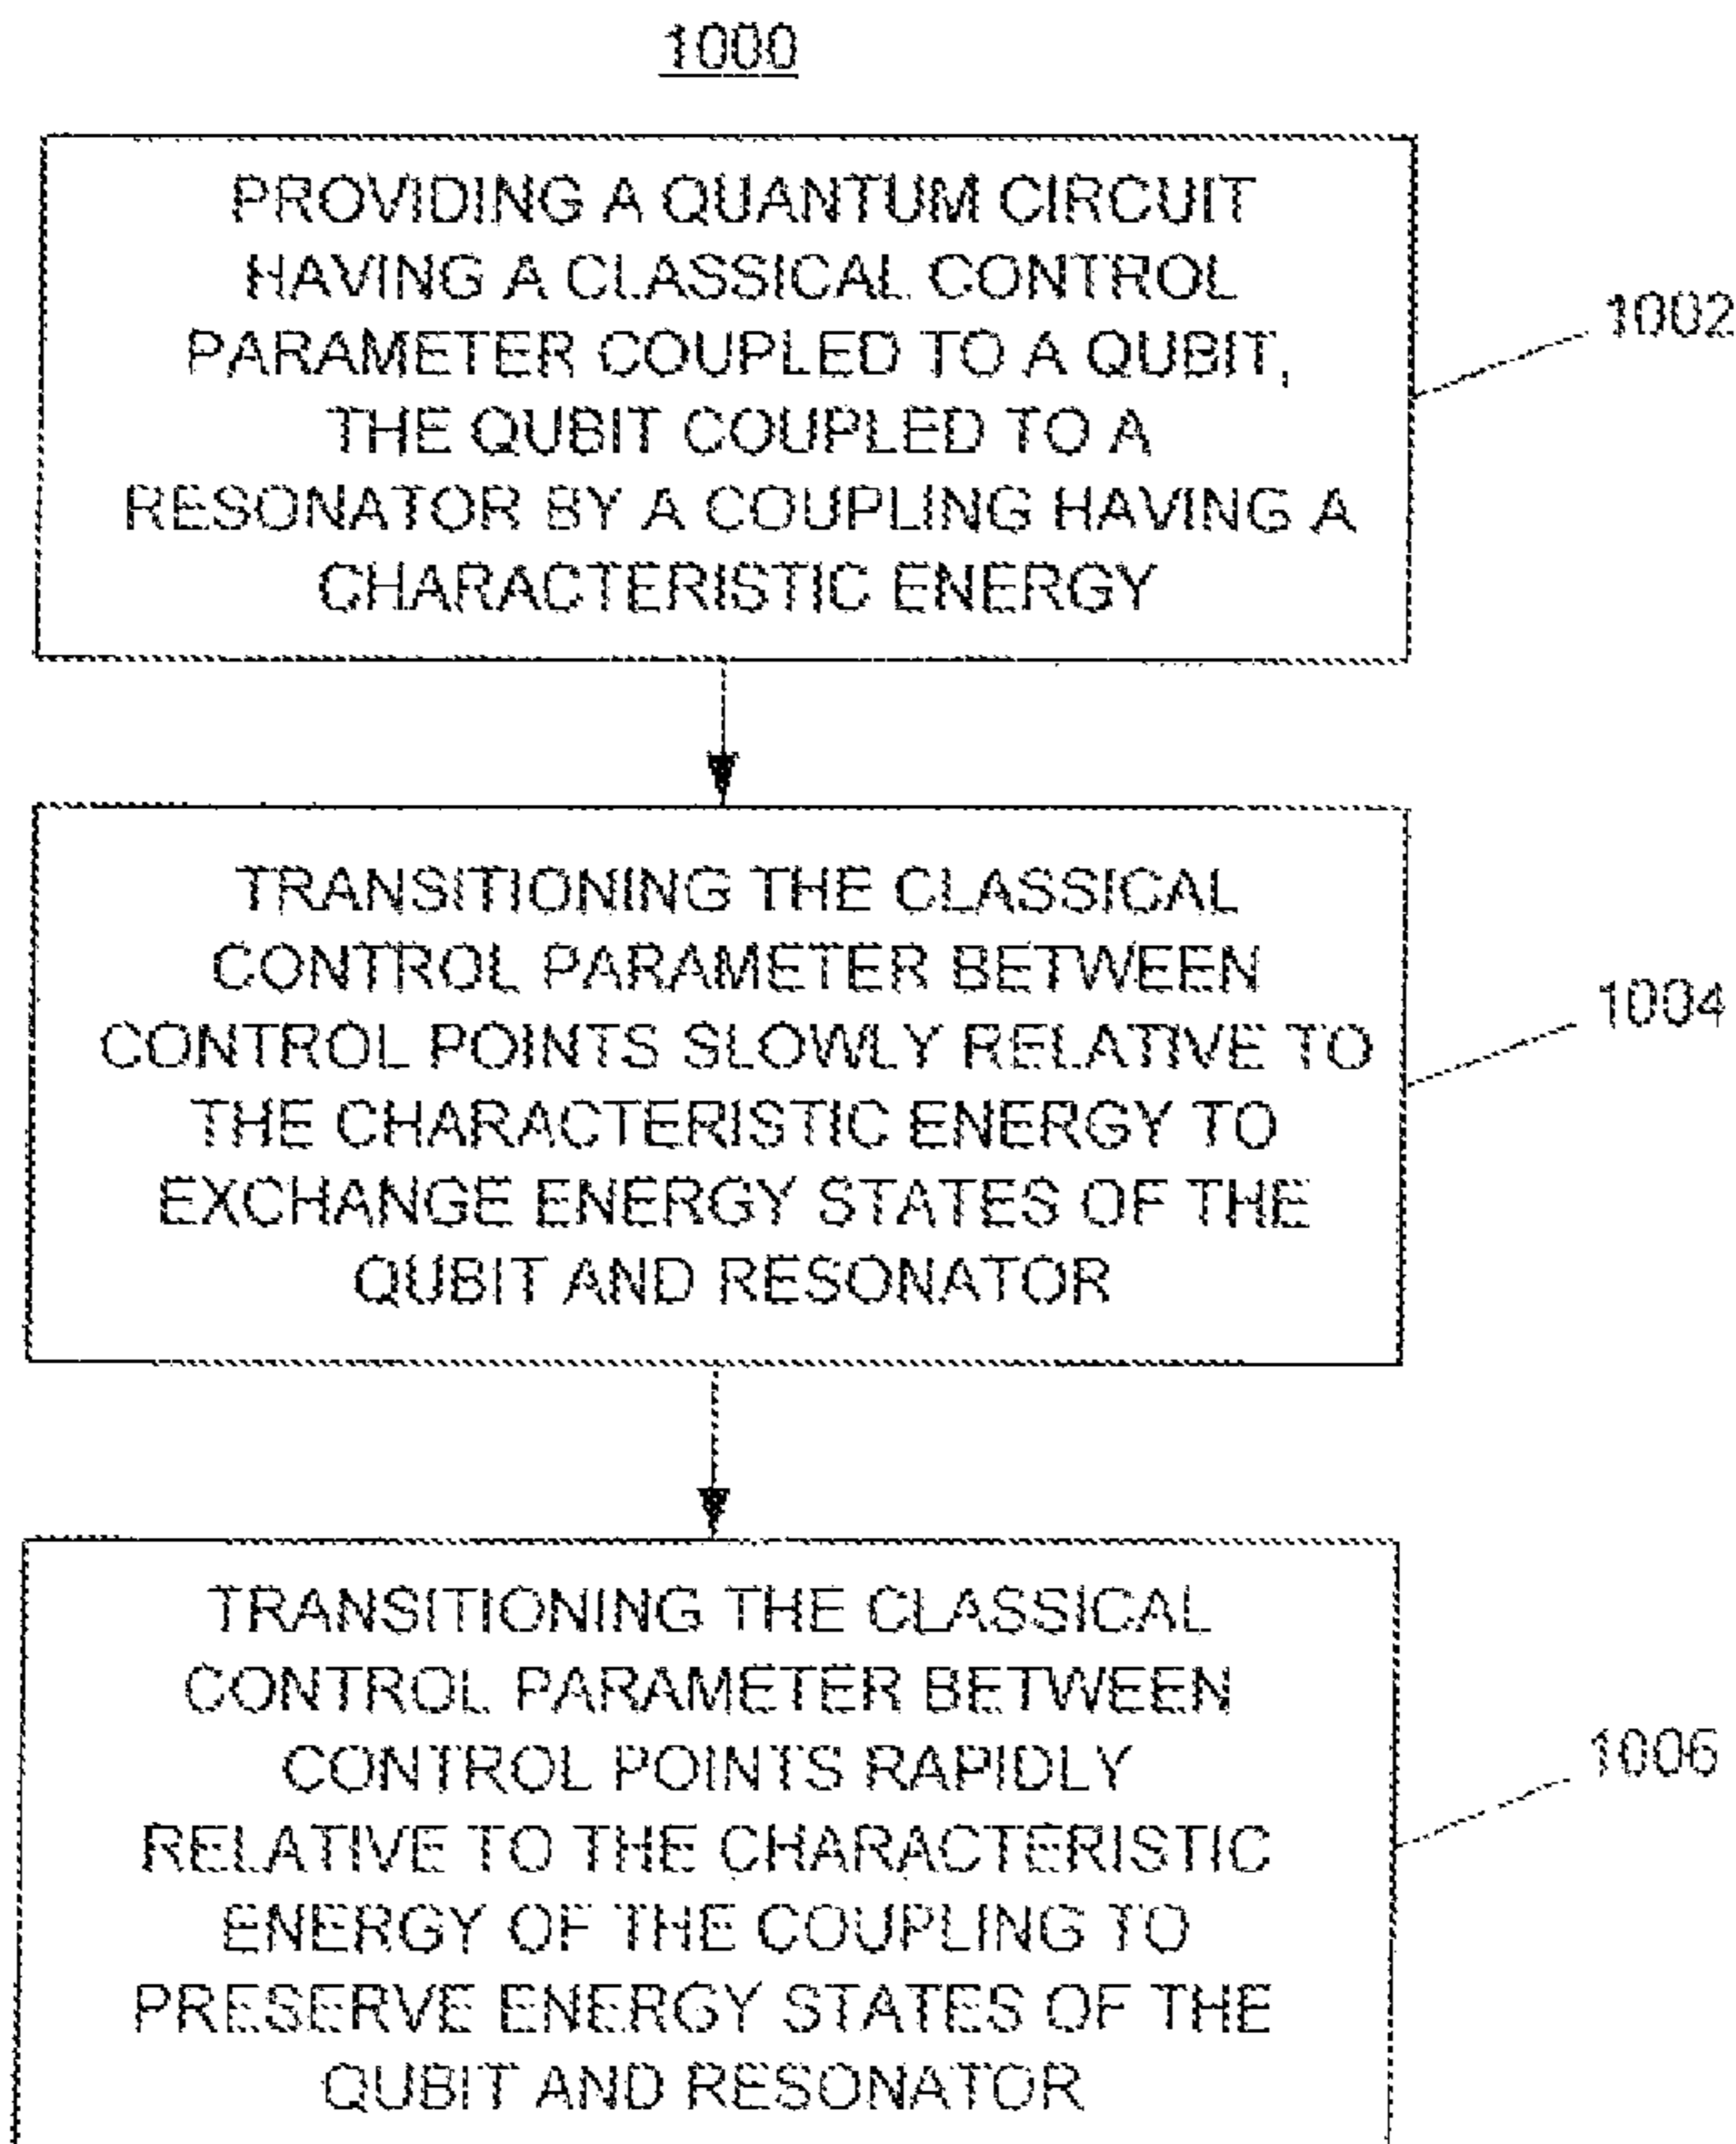 1000
PROVIDING A QUANTUM CIRCUIT
HAVING A CLASSICAL CONTROL
PARAMETER COUPLED TO A QUBIT,
THE QUBIT COUPLED TO A
RESONATOR BY A COUPLING HAVING A
CHARACTERISTIC ENERGY
1002
TRANSITIONING THE CLASSICAL
CONTROL PARAMETER BETWEEN
CONTROL POINTS SLOWLY RELATIVE TO
THE CHARACTERISTIC ENERGY TO
EXCHANGE ENERGY STATES OF THE
QUBIT AND RESONATOR
1004
TRANSITIONING THE CLASSICAL
CONTROL PARAMETER BETWEEN
CONTROL POINTS RAPIDLY
RELATIVE TO THE CHARACTERISTIC
ENERGY OF THE COUPLING TO
PRESERVE ENERGY STATES OF THE
QUBIT AND RESONATOR
1006